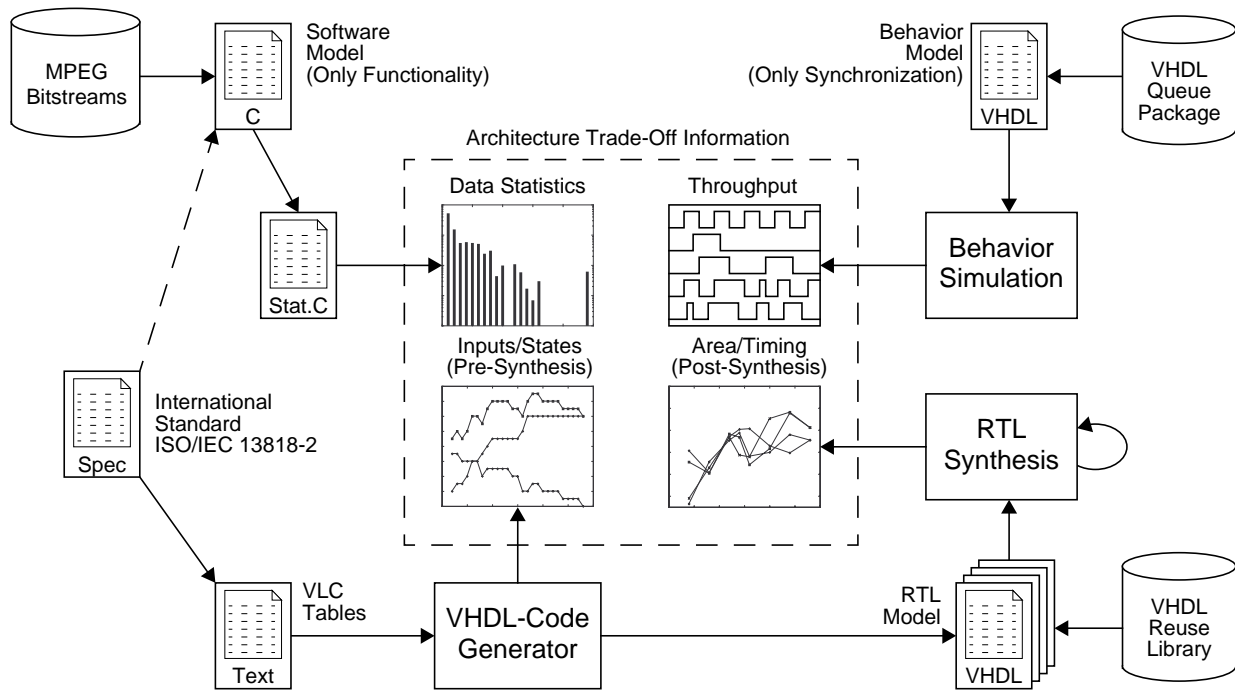 MPEG
Bitstreams
C
Software
Model
(Only Functionality)
Behavior
Model
(Only Synchronization)
VHDL
VHDL
Queue
Package
Architecture Trade-Off Information
Data Statistics
Throughput
Stat.C
Behavior
Simulation
Inputs/States
(Pre-Synthesis)
Area/Timing
(Post-Synthesis)
Spec
International
Standard
ISO/IEC 13818-2
RTL
Synthesis
Text
VLC
Tables
VHDL-Code
Generator
RTL
Model
VHDL
VHDL
Reuse
Library